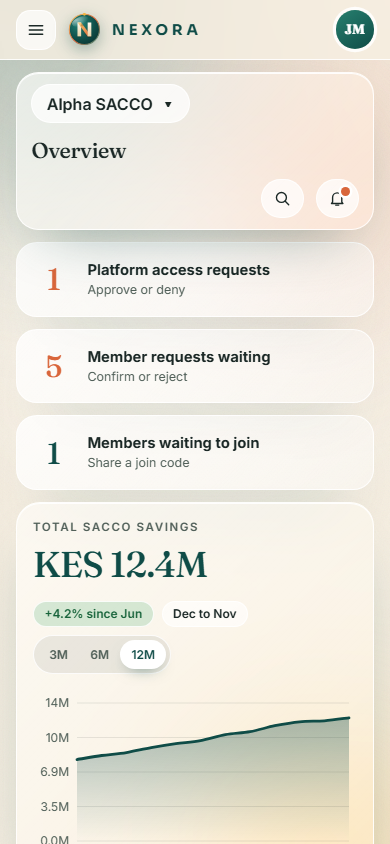 N NEXORA JM
Alpha SACCO ▼
Overview
1 Platform access requests
Approve or deny
5 Member requests waiting
Confirm or reject
1 Members waiting to join
Share a join code
TOTAL SACCO SAVINGS
KES 12.4M
+4.2% since Jun Dec to Nov
3M 6M 12M
14M
10M
6.9M
3.5M
0.0M